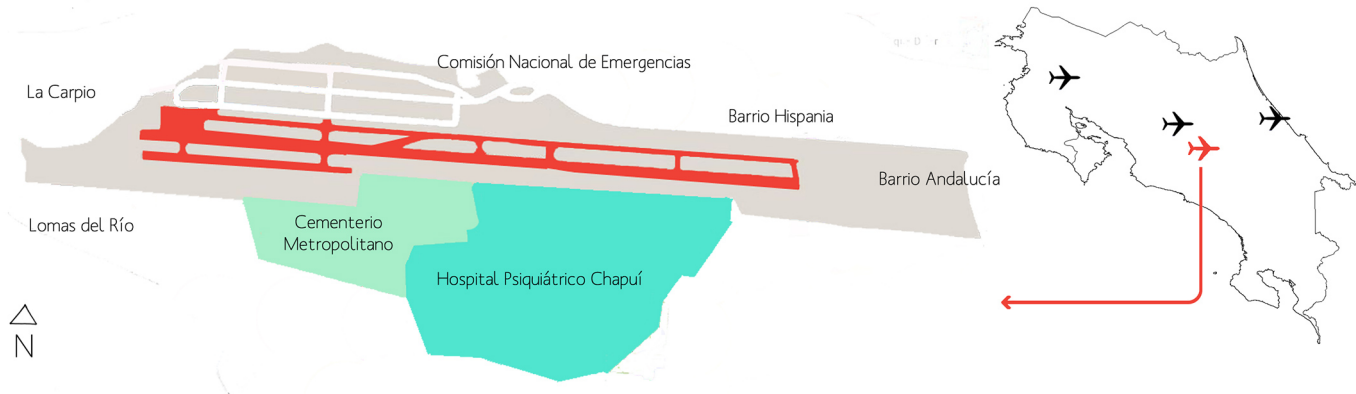 Comisión Nacional de Emergencias
La Carpio
Barrio Hispania
Barrio Andalucía
Lomas del Río
Cementerio
Metropolitano
Hospital Psiquiátrico Chapuí
N